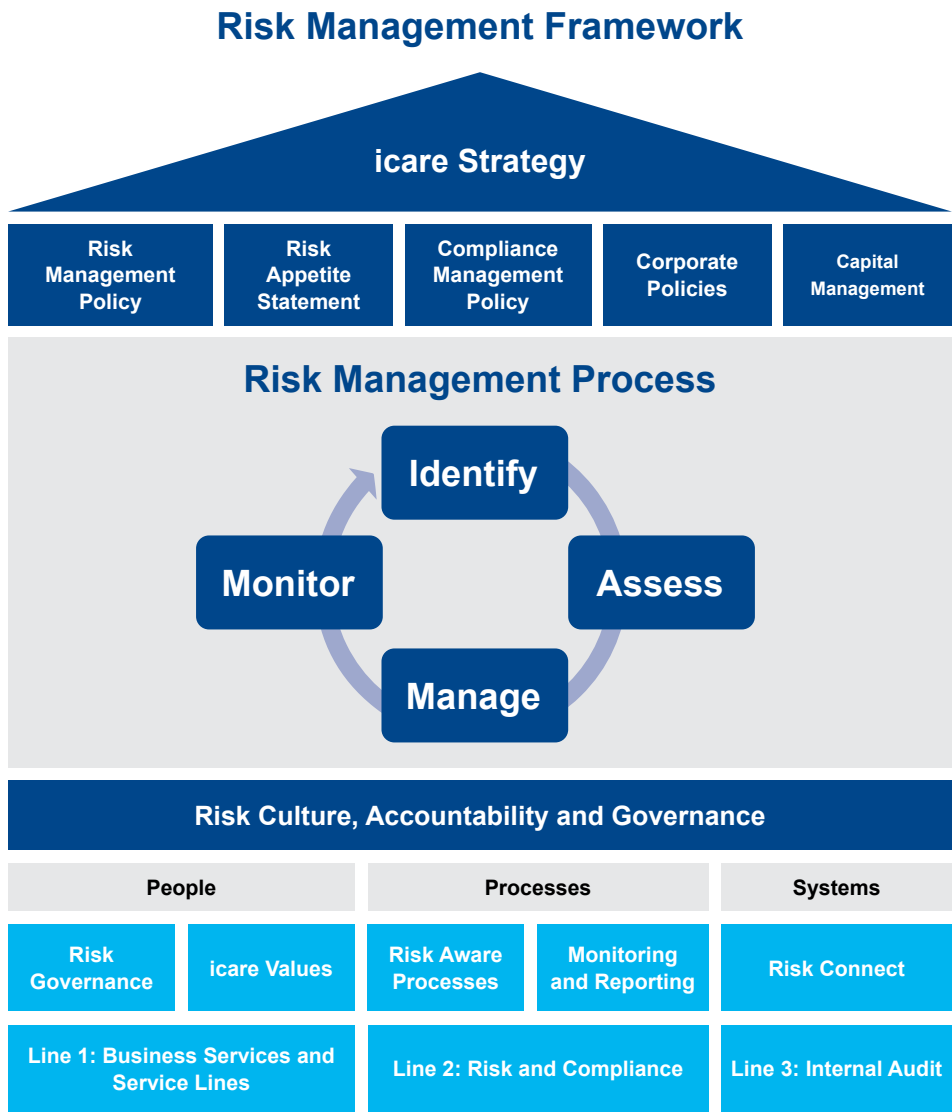 Risk Management Framework
icare Strategy
Risk
Management
Policy
Risk
Appetite
Statement
Compliance
Management
Policy
Corporate
Policies
Capital
Management
Risk Management Process
Identify
Monitor
Assess
Manage
Risk Culture, Accountability and Governance
People
Processes
Systems
Risk
Governance
icare Values
Risk Aware
Processes
Monitoring
and Reporting
Risk Connect
Line 1: Business Services and
Service Lines
Line 2: Risk and Compliance
Line 3: Internal Audit